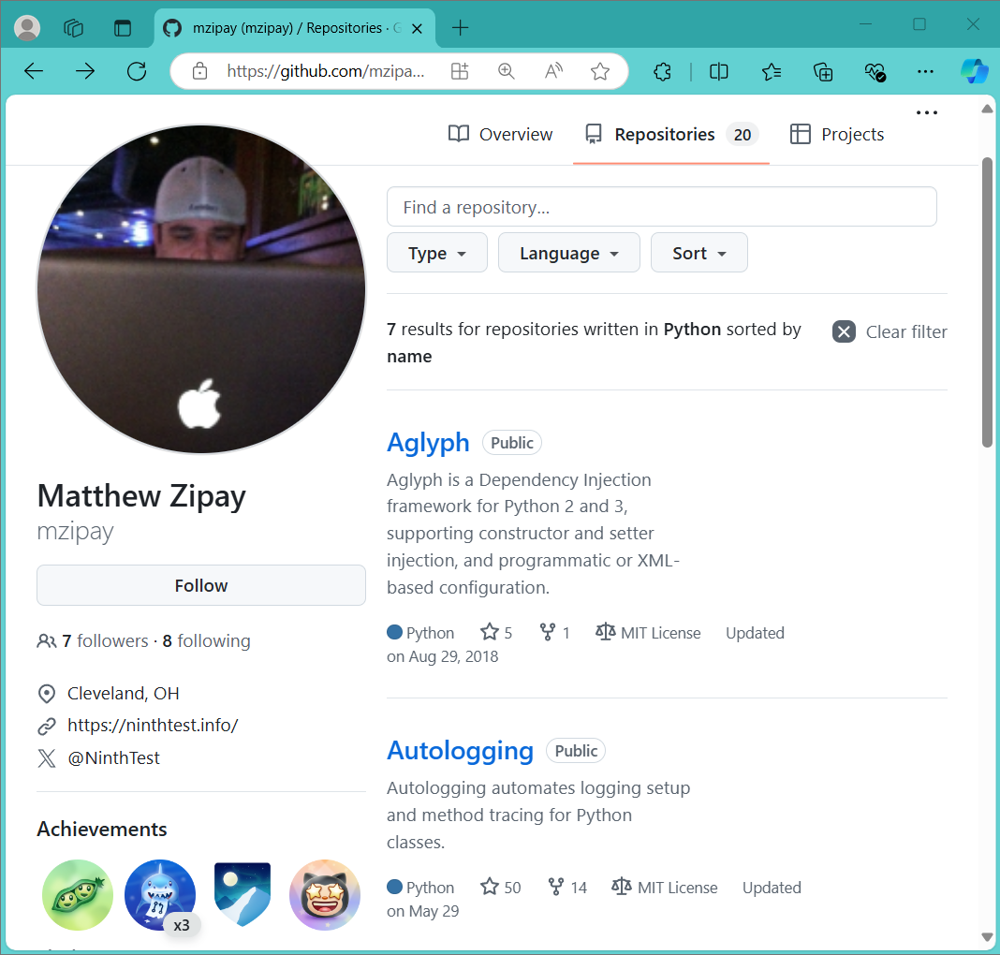 mzipay (mzipay) / Repositories · G
https://github.com/mzipa...
Overview
Repositories 20
Projects
Find a repository…
Type
Language
Sort
7 results for repositories written in Python sorted by
name
Clear filter
Matthew Zipay
mzipay
Follow
7 followers · 8 following
Cleveland, OH
https://ninthtest.info/
@NinthTest
Achievements
x3
Aglyph Public
Aglyph is a Dependency Injection
framework for Python 2 and 3,
supporting constructor and setter
injection, and programmatic or XML-
based configuration.
Python 5 1 MIT License Updated
on Aug 29, 2018
Autologging Public
Autologging automates logging setup
and method tracing for Python
classes.
Python 50 14 MIT License Updated
on May 29